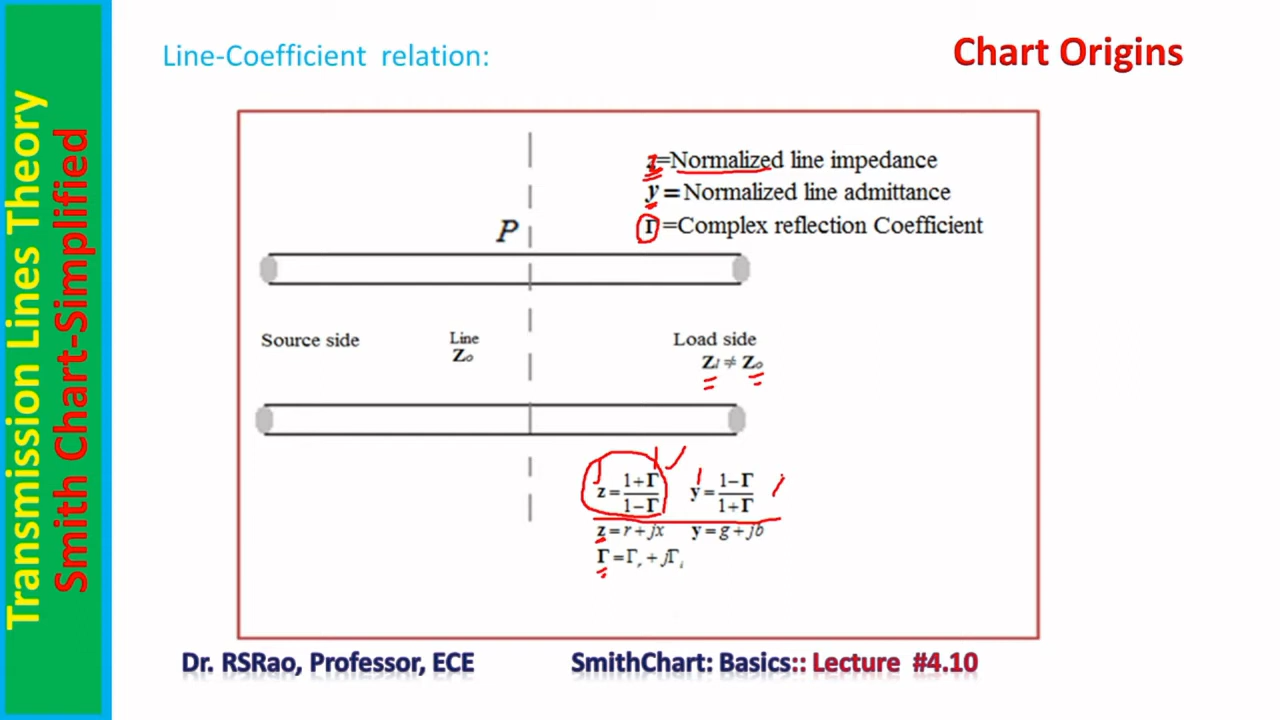 Transmission Lines Theory
Smith Chart-Simplified
Line-Coefficient relation:
Chart Origins
z=Normalized line impedance
y=Normalized line admittance
Γ=Complex reflection Coefficient
P
Source side
Line
Zo
Load side
Zl ≠ Zo
z = 1+Γ / 1−Γ y = 1−Γ / 1+Γ
z = r + jx y = g + jb
Γ = Γr + jΓi
Dr. RSRao, Professor, ECE
SmithChart: Basics:: Lecture #4.10